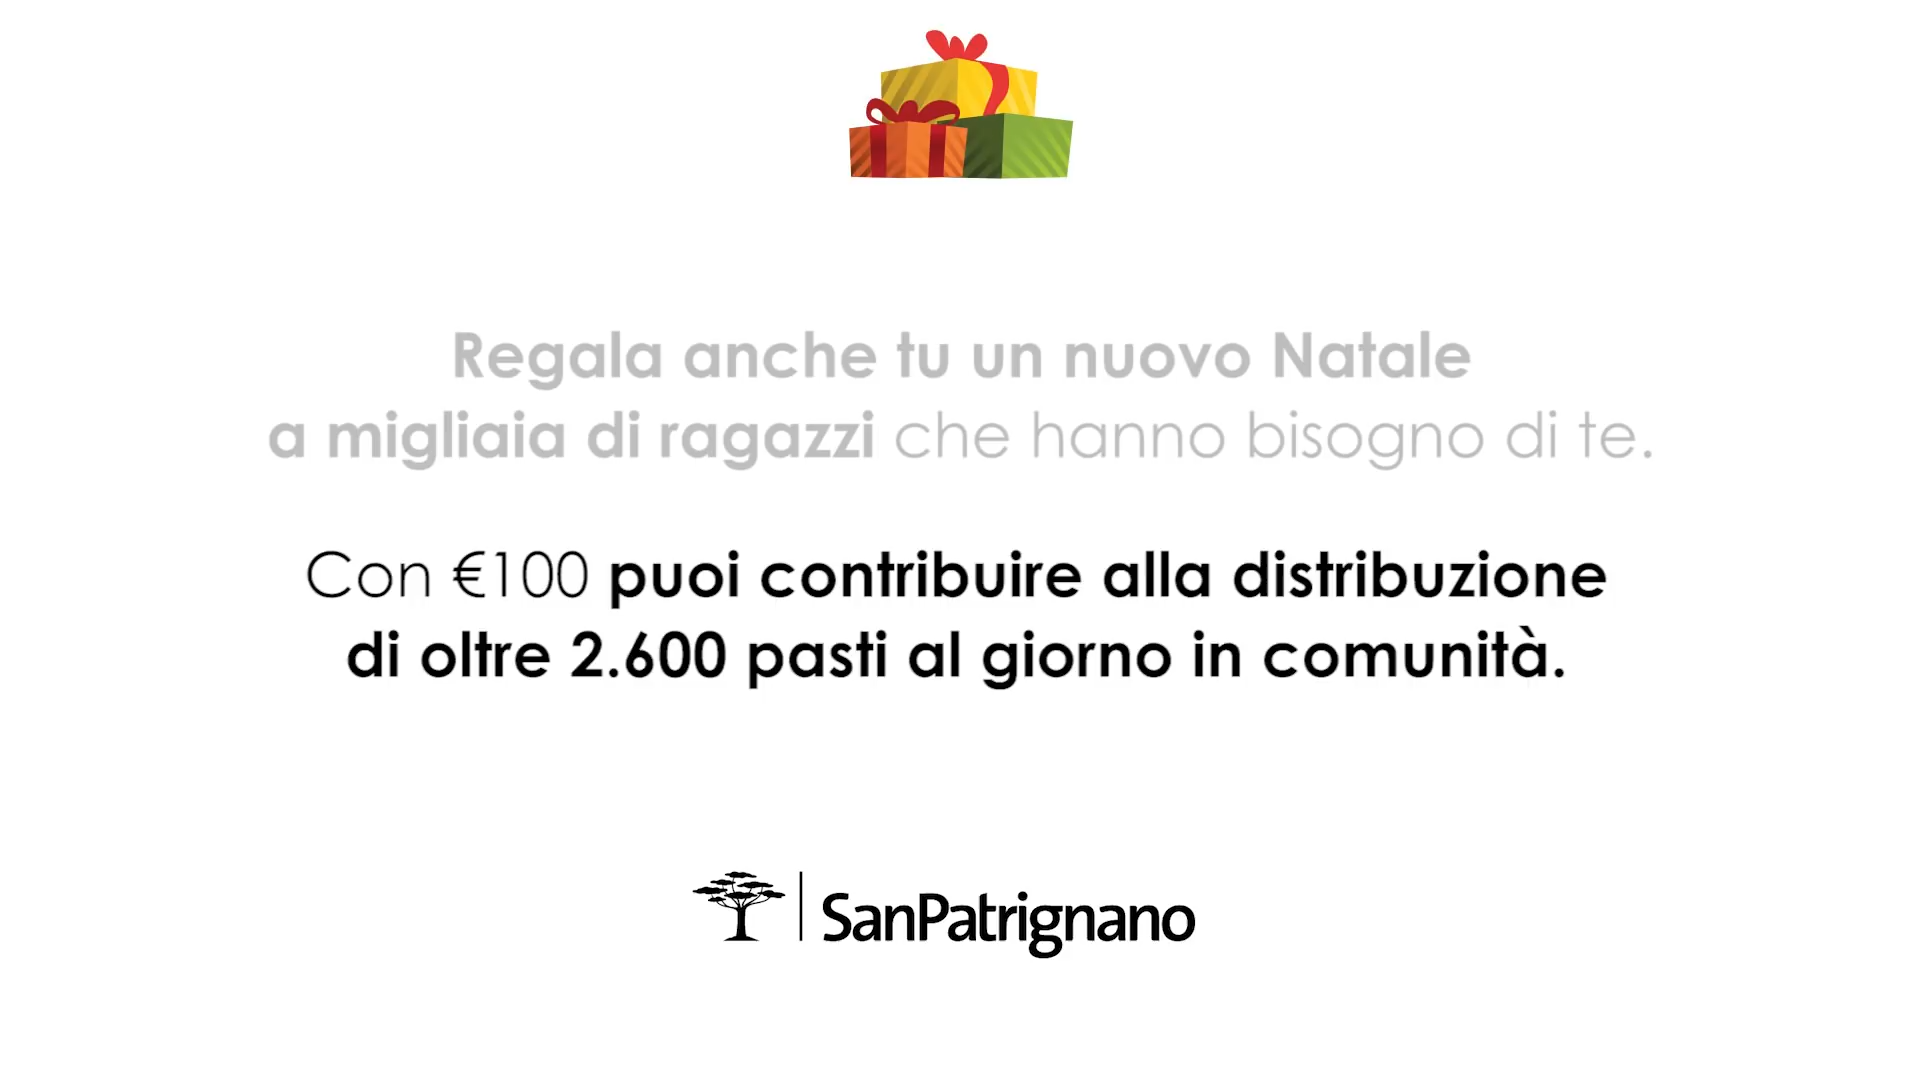 Regala anche tu un nuovo Natale
a migliaia di ragazzi che hanno bisogno di te.
Con €100 puoi contribuire alla distribuzione
di oltre 2.600 pasti al giorno in comunità.
SanPatrignano